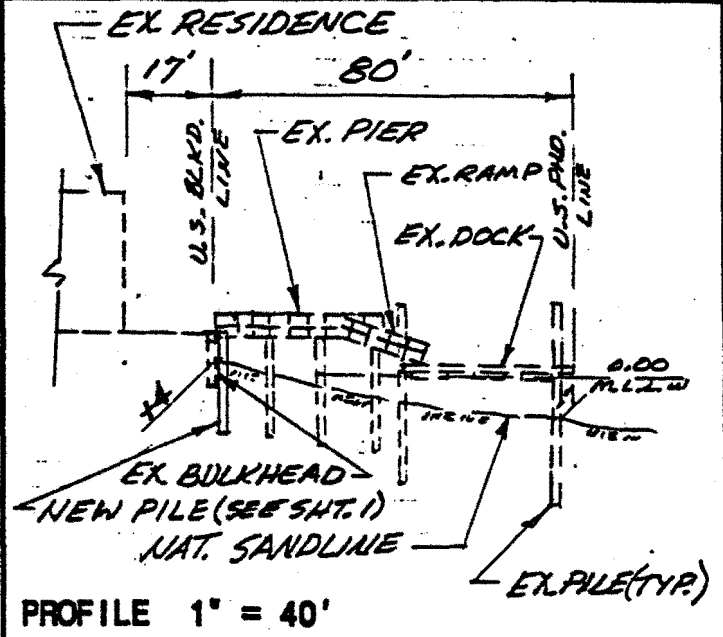 EX. RESIDENCE
17'
80'
U.S. BLKD.
LINE
EX. PIER
EX. RAMP
U.S. PHD.
LINE
EX. DOCK
0.00
M.L.L.W
+4
EX. BULKHEAD
NEW PILE (SEE SHT. 1)
NAT. SANDLINE
EX. PILE (TYP.)
PROFILE 1" = 40'